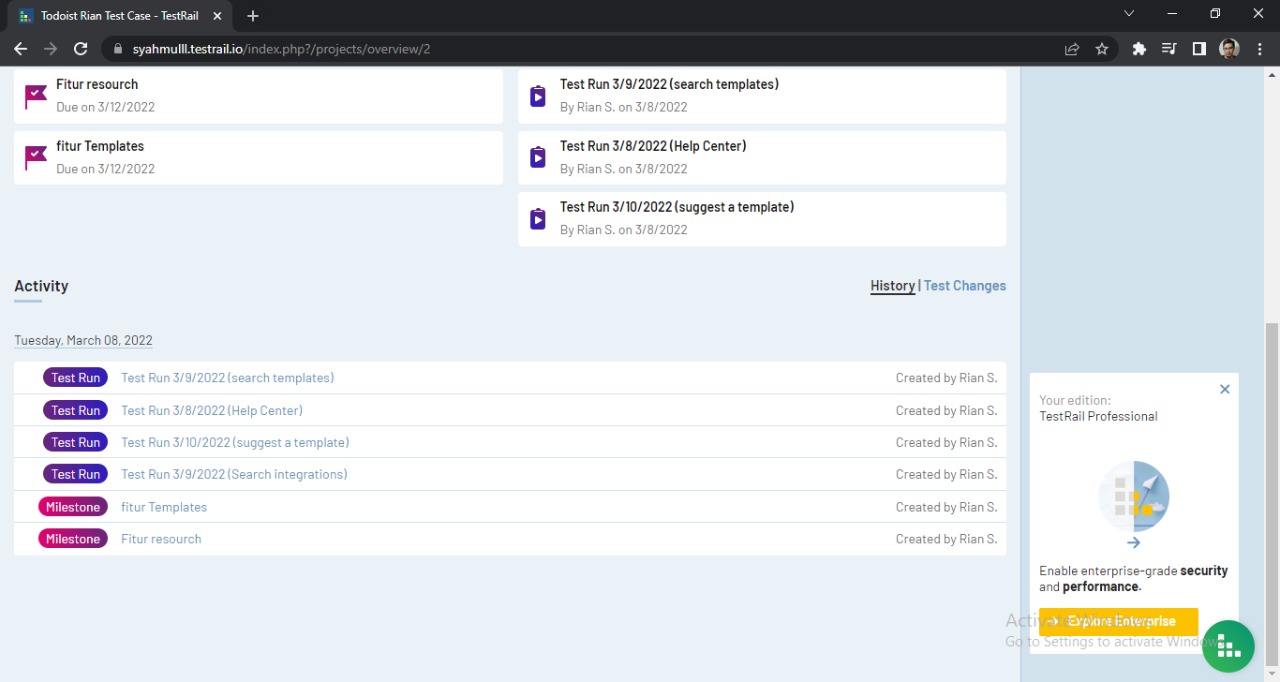 Todoist Rian Test Case - TestRail
syahmulll.testrail.io/index.php?/projects/overview/2
Fitur resourch
Due on 3/12/2022
fitur Templates
Due on 3/12/2022
Test Run 3/9/2022 (search templates)
By Rian S. on 3/8/2022
Test Run 3/8/2022 (Help Center)
By Rian S. on 3/8/2022
Test Run 3/10/2022 (suggest a template)
By Rian S. on 3/8/2022
Activity
History | Test Changes
Tuesday, March 08, 2022
Test Run Test Run 3/9/2022 (search templates) Created by Rian S.
Test Run Test Run 3/8/2022 (Help Center) Created by Rian S.
Test Run Test Run 3/10/2022 (suggest a template) Created by Rian S.
Test Run Test Run 3/9/2022 (Search integrations) Created by Rian S.
Milestone fitur Templates Created by Rian S.
Milestone Fitur resourch Created by Rian S.
Your edition:
TestRail Professional
Enable enterprise-grade security
and performance.
Explore Enterprise
Activate Windows
Go to Settings to activate Windows.